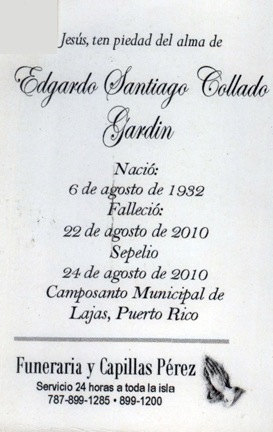 Jesús, ten piedad del alma de
Edgardo Santiago Collado
Gardin
Nació:
6 de agosto de 1932
Falleció:
22 de agosto de 2010
Sepelio
24 de agosto de 2010
Camposanto Municipal de
Lajas, Puerto Rico
Funeraria y Capillas Pérez
Servicio 24 horas a toda la isla
787-899-1285 • 899-1200